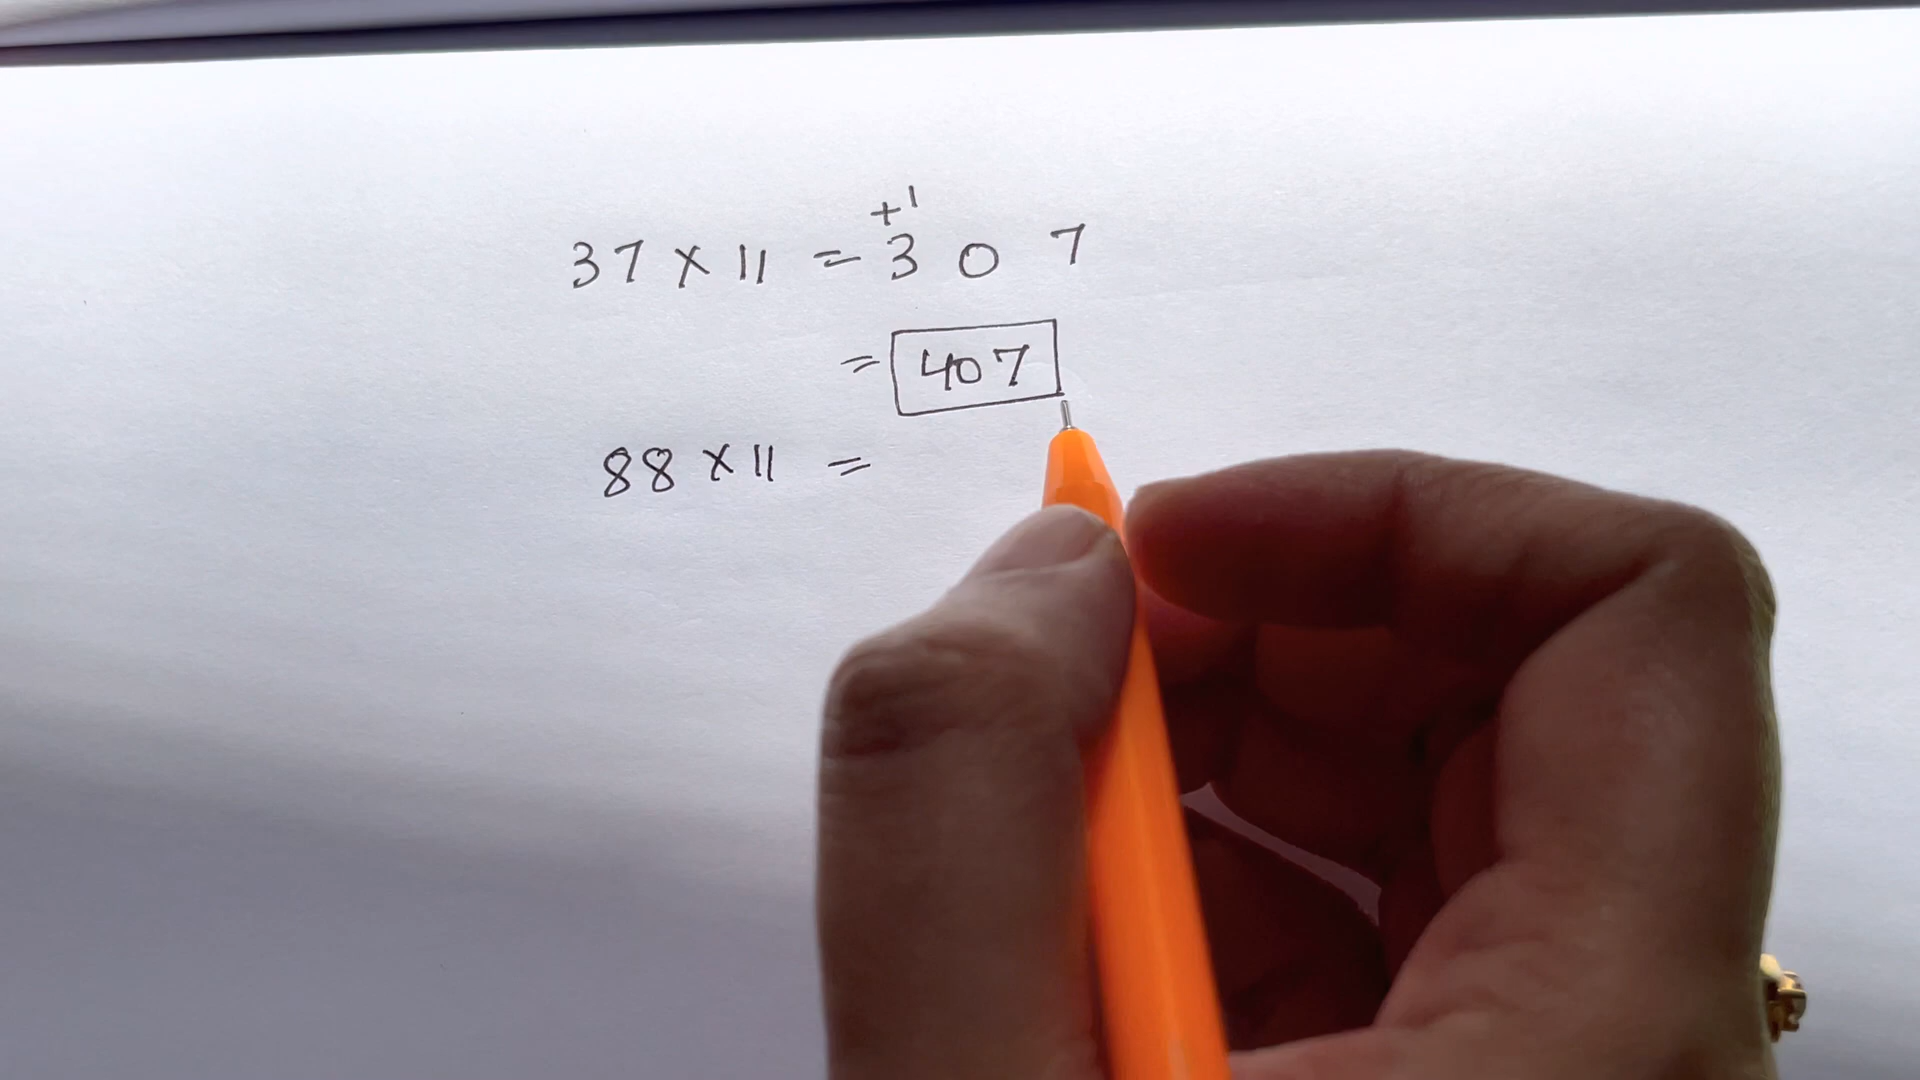 +1
37 x 11 = 3 0 7
= 407
88 x 11 =